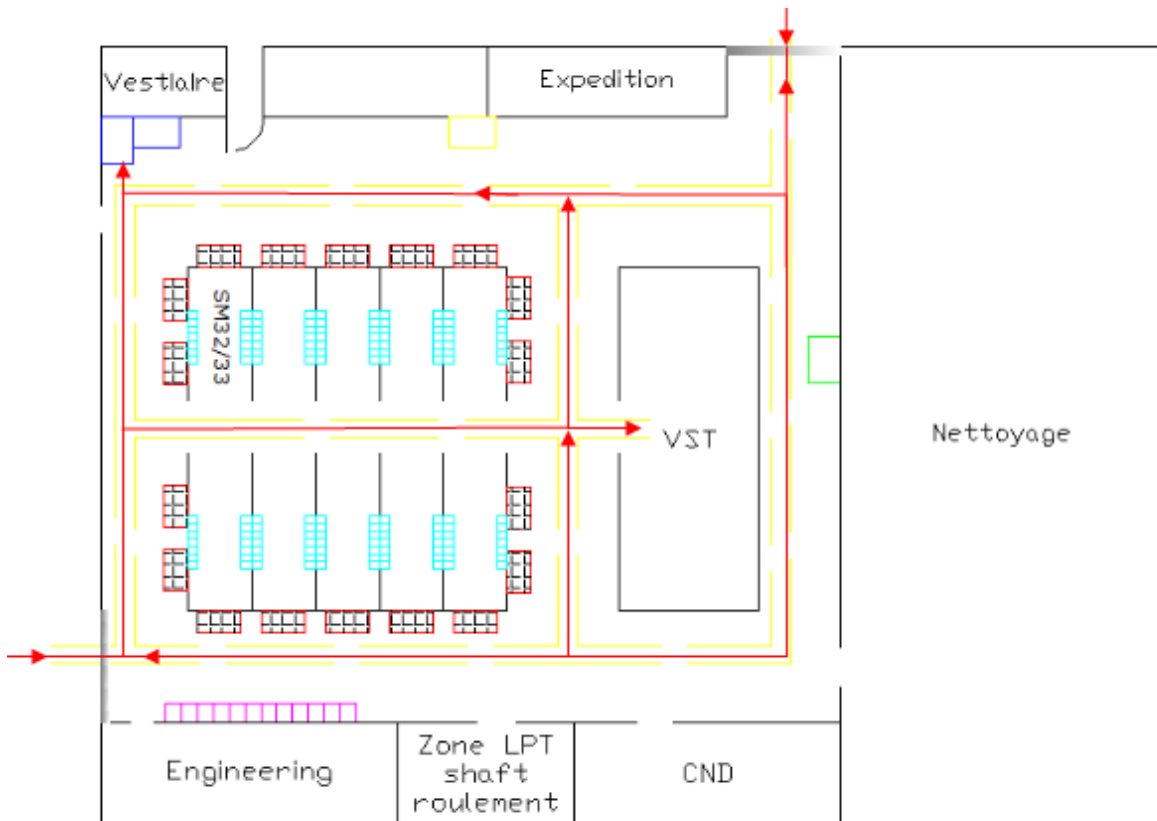 Vestiaire
Expedition
SM32/33
VST
Nettoyage
Engineering
Zone LPT
shaft
roulement
CND